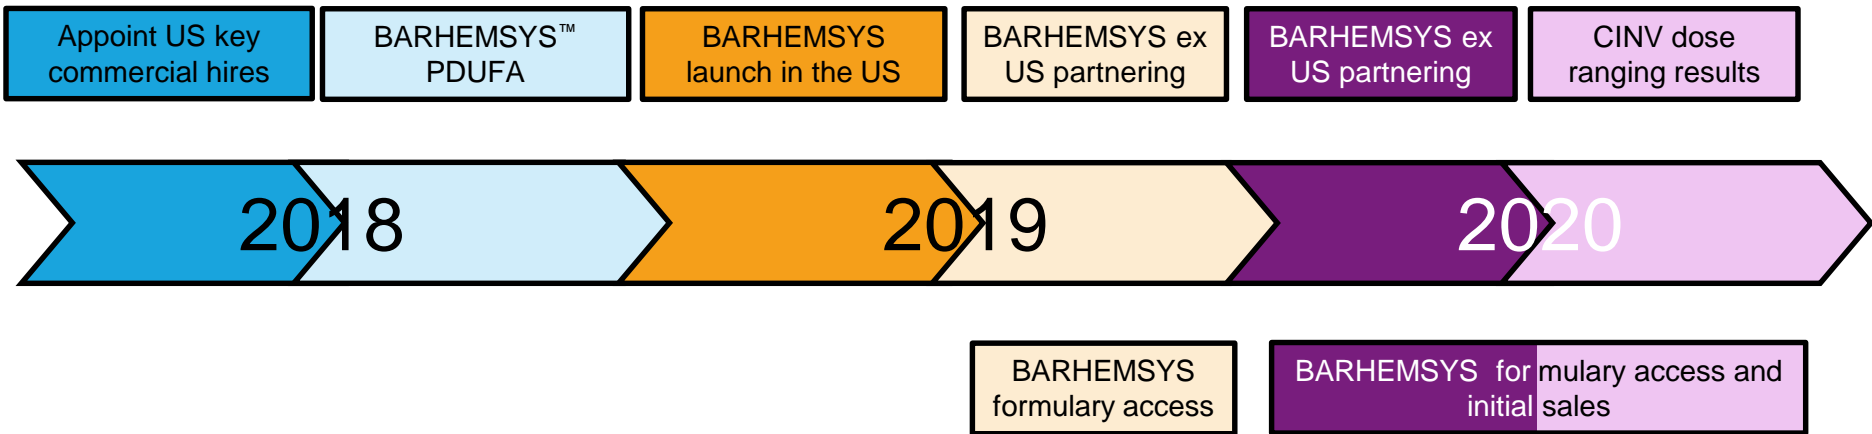 Appoint US key
commercial hires
BARHEMSYS™
PDUFA
BARHEMSYS
launch in the US
BARHEMSYS ex
US partnering
BARHEMSYS ex
US partnering
CINV dose
ranging results
2018
2019
2020
BARHEMSYS
formulary access
BARHEMSYS formulary access and
initial sales